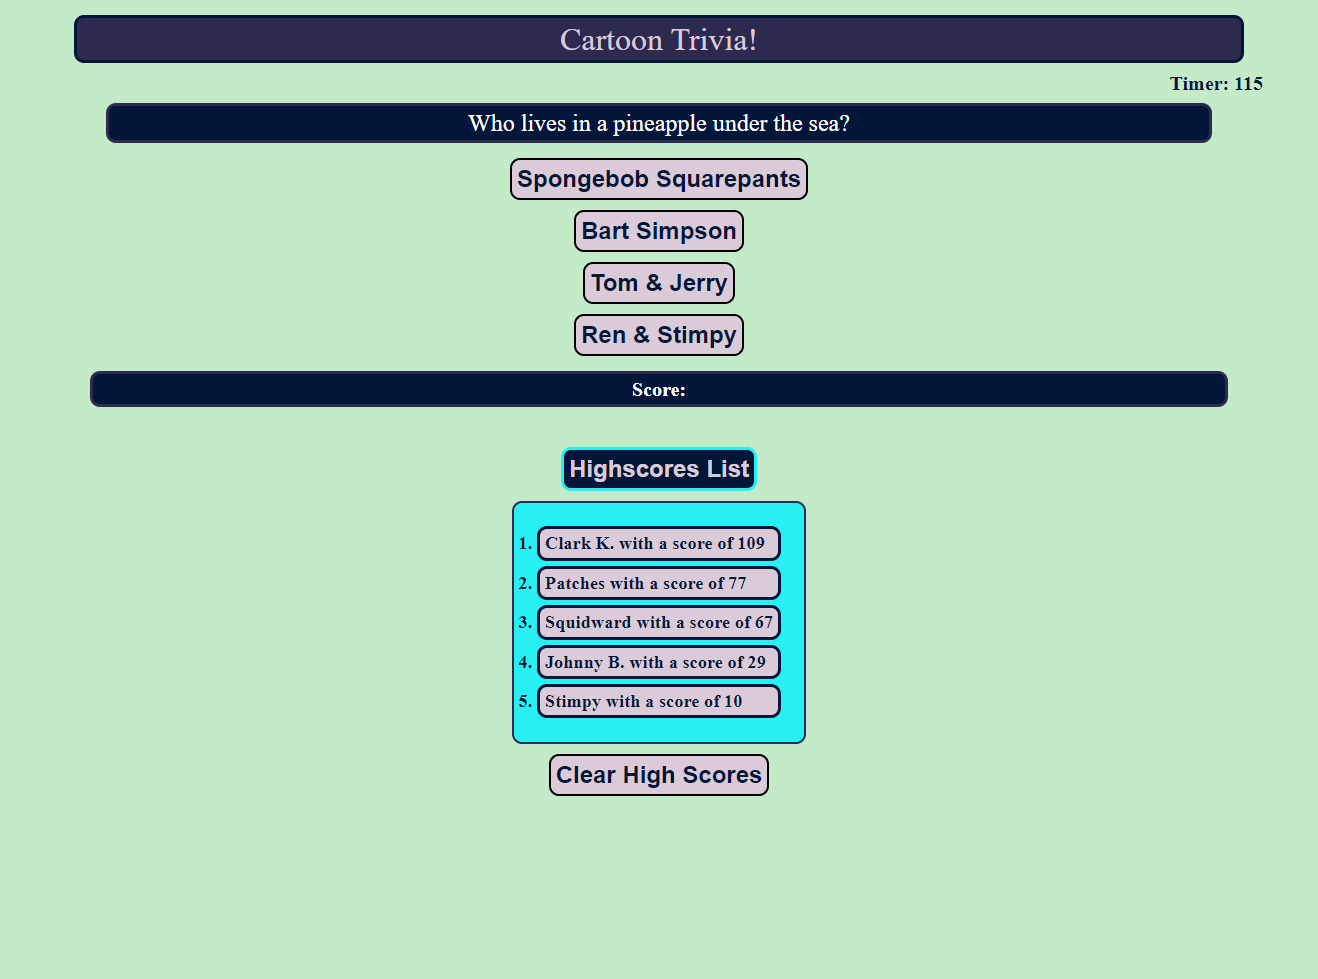 Cartoon Trivia!
Timer: 115
Who lives in a pineapple under the sea?
Spongebob Squarepants
Bart Simpson
Tom & Jerry
Ren & Stimpy
Score:
Highscores List
1. Clark K. with a score of 109
2. Patches with a score of 77
3. Squidward with a score of 67
4. Johnny B. with a score of 29
5. Stimpy with a score of 10
Clear High Scores